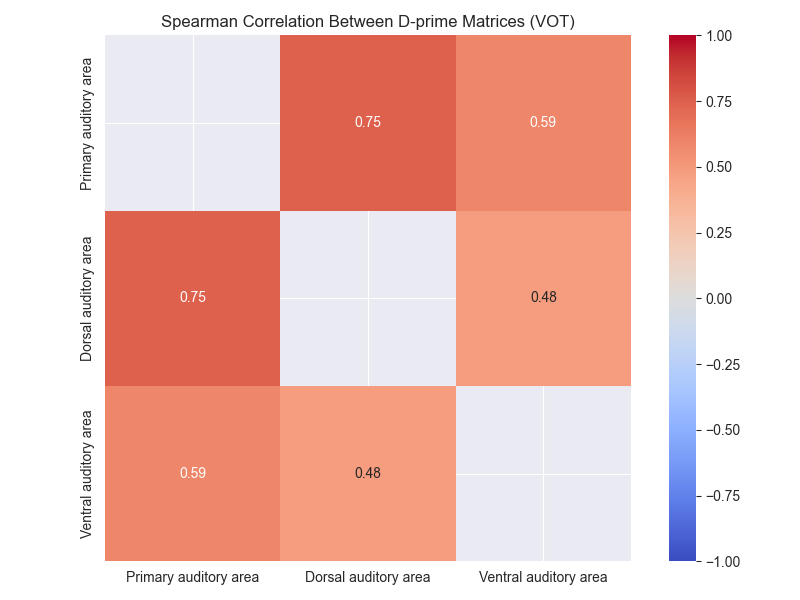 Spearman Correlation Between D-prime Matrices (VOT)
Primary auditory area
Dorsal auditory area
Ventral auditory area
0.75
0.59
0.75
0.48
0.59
0.48
Primary auditory area
Dorsal auditory area
Ventral auditory area
1.00
0.75
0.50
0.25
0.00
−0.25
−0.50
−0.75
−1.00